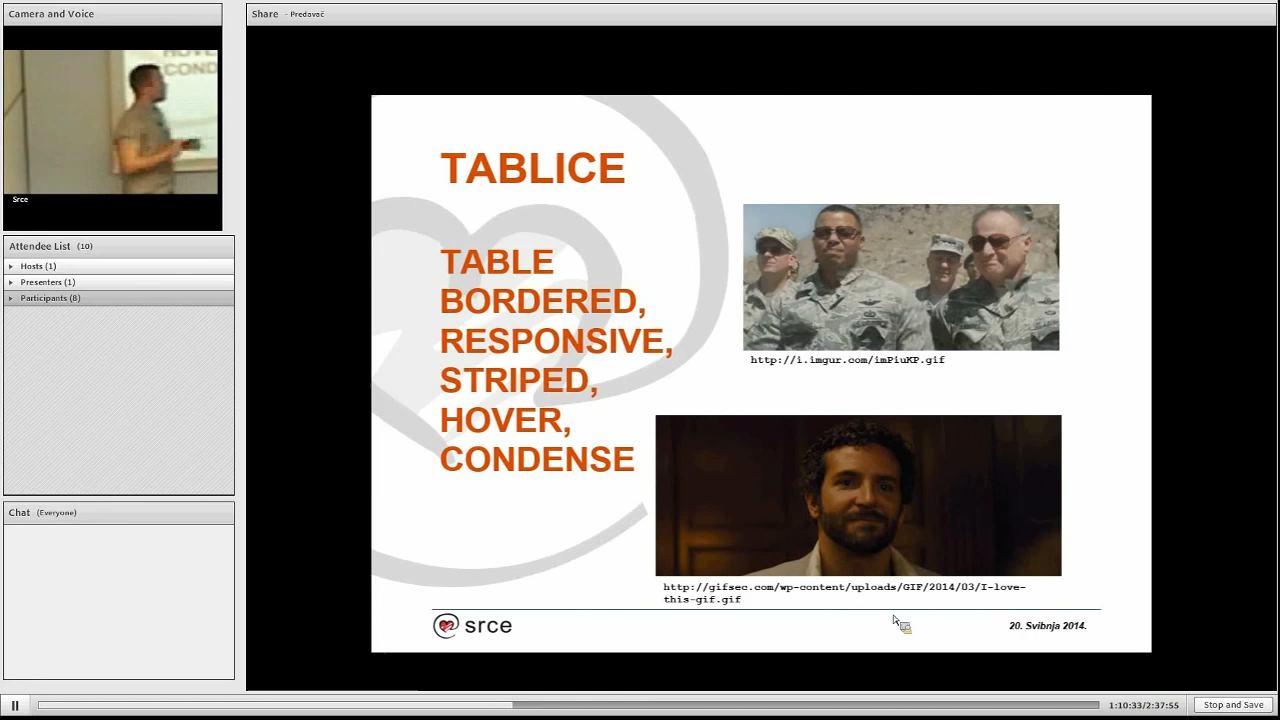 Camera and Voice
HOVE
COND
Srce
Attendee List (10)
Hosts (1)
Presenters (1)
Participants (8)
Chat (Everyone)
Share - Predavač
TABLICE
TABLE
BORDERED,
RESPONSIVE,
STRIPED,
HOVER,
CONDENSE
http://i.imgur.com/imPiuKP.gif
http://gifsec.com/wp-content/uploads/GIF/2014/03/I-love-
this-gif.gif
srce
20. Svibnja 2014.
1:10:33/2:37:55
Stop and Save